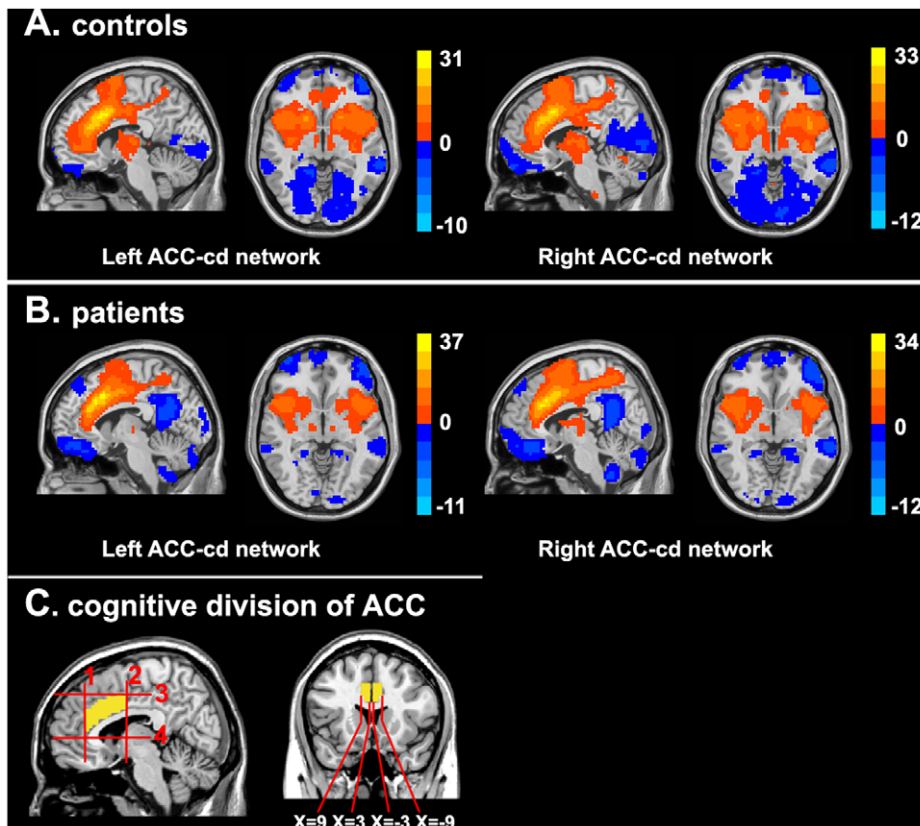 A. controls
31
0
-10
33
0
-12
Left ACC-cd network
Right ACC-cd network
B. patients
37
0
-11
34
0
-12
Left ACC-cd network
Right ACC-cd network
C. cognitive division of ACC
1
2
3
4
X=9 X=3 X=-3 X=-9